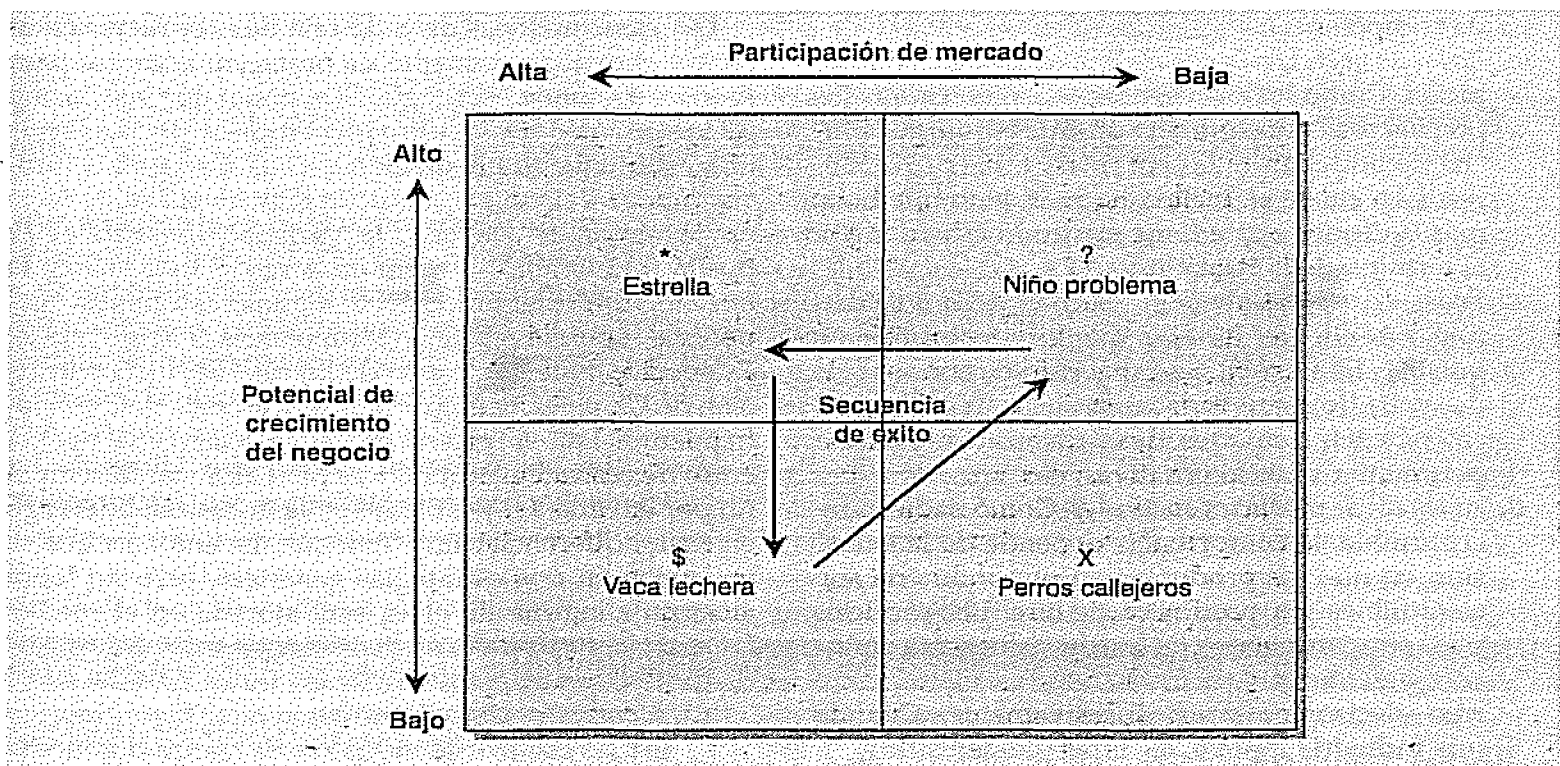 Participación de mercado
Alta
Baja
Alto
*
Estrella
?
Niño problema
Potencial de
crecimiento
del negocio
Secuencia
de exito
$
Vaca lechera
X
Perros callejeros
Bajo